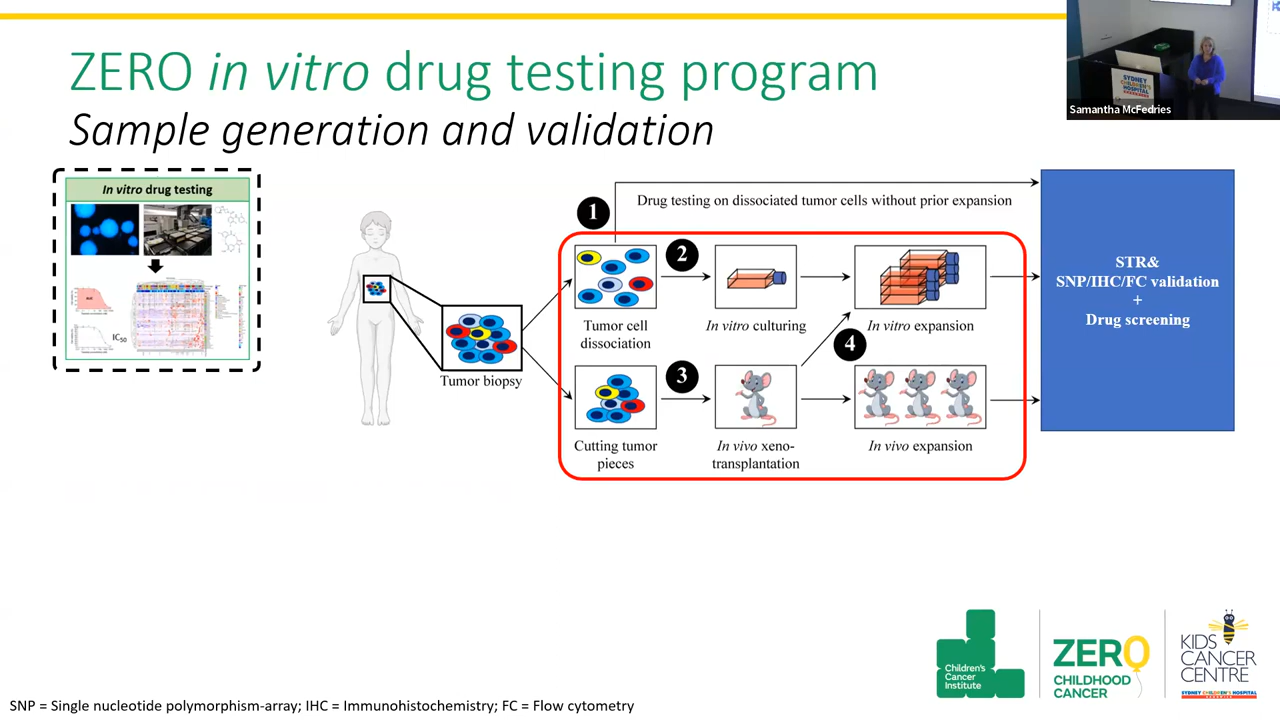 ZERO in vitro drug testing program
Sample generation and validation
SYDNEY
CHILDREN'S
HOSPITAL
Samantha McFedries
In vitro drug testing
IC50
Tumor biopsy
1
Drug testing on dissociated tumor cells without prior expansion
2
Tumor cell
dissociation
In vitro culturing
In vitro expansion
3
4
Cutting tumor
pieces
In vivo xeno-
transplantation
In vivo expansion
STR&
SNP/IHC/FC validation
+
Drug screening
Children's
Cancer
Institute
ZERO
CHILDHOOD
CANCER
KIDS
CANCER
CENTRE
SYDNEY CHILDREN'S HOSPITAL
SNP = Single nucleotide polymorphism-array; IHC = Immunohistochemistry; FC = Flow cytometry